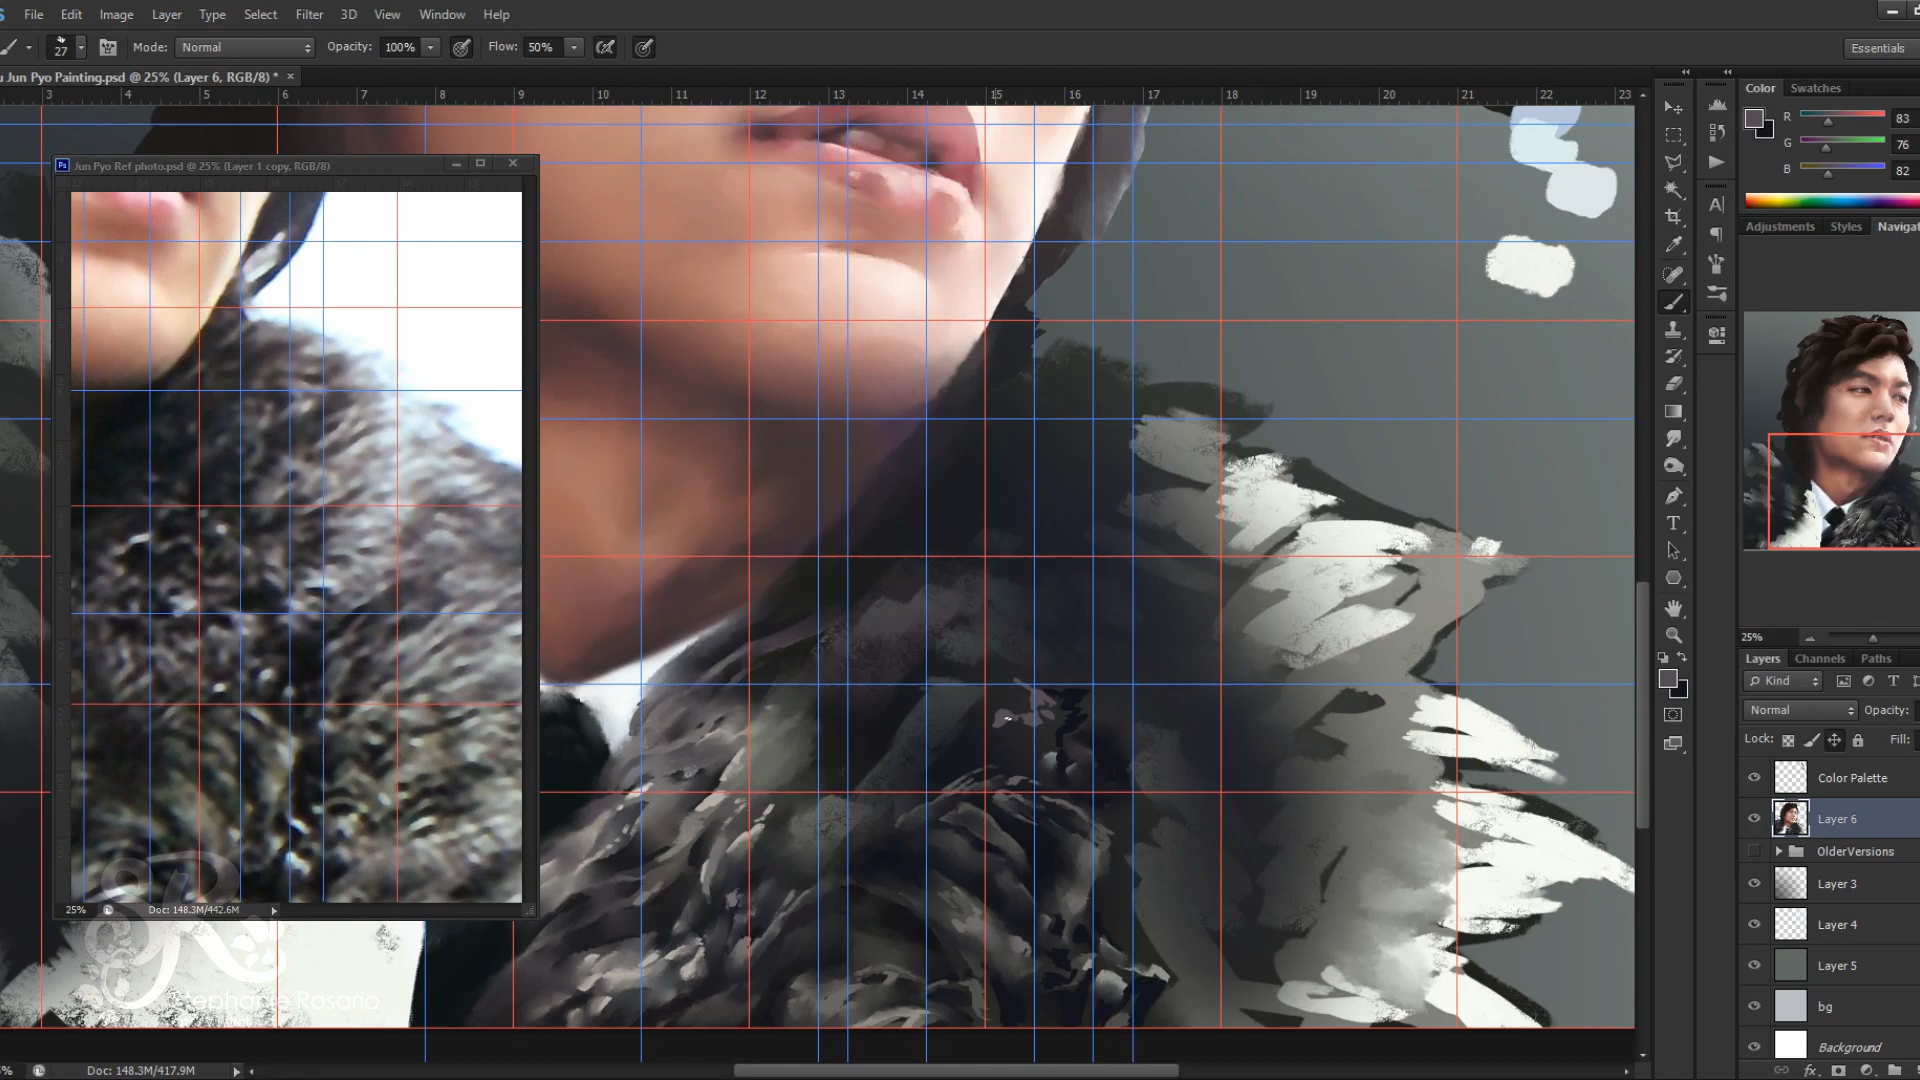 File Edit Image Layer Type Select Filter 3D View Window Help
27 Mode: Normal Opacity: 100% Flow: 50% Essentials
Jun Pyo Painting.psd @ 25% (Layer 6, RGB/8) * ×
3 4 5 6 7 8 9 10 11 12 13 14 15 16 17 18 19 20 21 22 23
Color Swatches
R 83
G 76
B 82
Jun Pyo Ref photo.psd @ 25% (Layer 1 copy, RGB/8)
Adjustments Styles Navigat
25%
Layers Channels Paths
Kind
Normal Opacity:
Lock: Fill:
Color Palette
Layer 6
OlderVersions
Layer 3
Layer 4
Layer 5
bg
Background
25% Doc: 148.3M/442.6M
Stephanie Rosario
Doc: 148.3M/417.9M